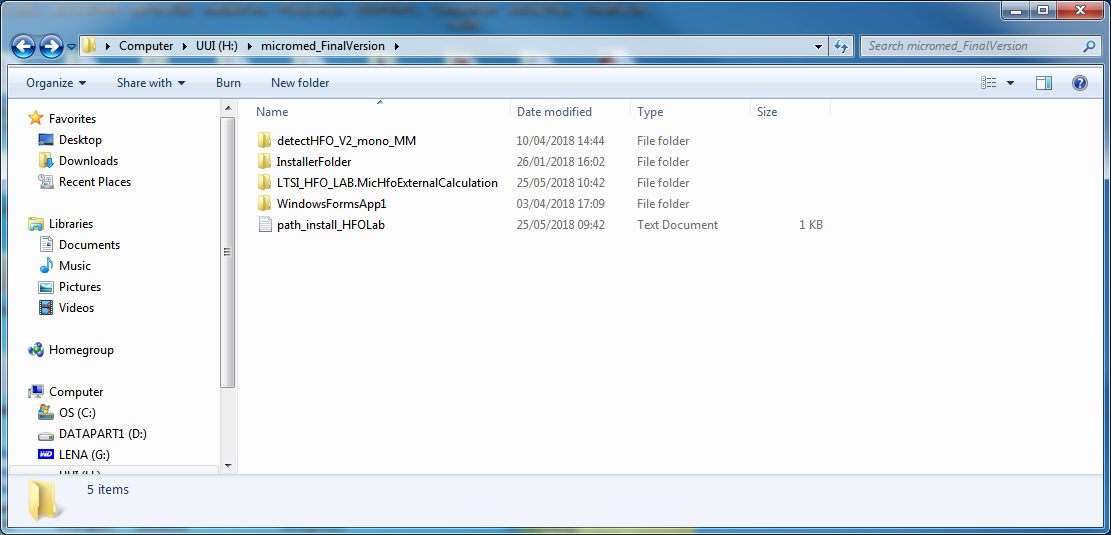 Computer UUI (H:) micromed_FinalVersion
Search micromed_FinalVersion
Organize Share with Burn New folder
Favorites
Desktop
Downloads
Recent Places
Libraries
Documents
Music
Pictures
Videos
Homegroup
Computer
OS (C:)
DATAPART1 (D:)
WD LENA (G:)
UUI (H:)
Name Date modified Type Size
detectHFO_V2_mono_MM 10/04/2018 14:44 File folder
InstallerFolder 26/01/2018 16:02 File folder
LTSI_HFO_LAB.MicHfoExternalCalculation 25/05/2018 10:42 File folder
WindowsFormsApp1 03/04/2018 17:09 File folder
path_install_HFOLab 25/05/2018 09:42 Text Document 1 KB
5 items